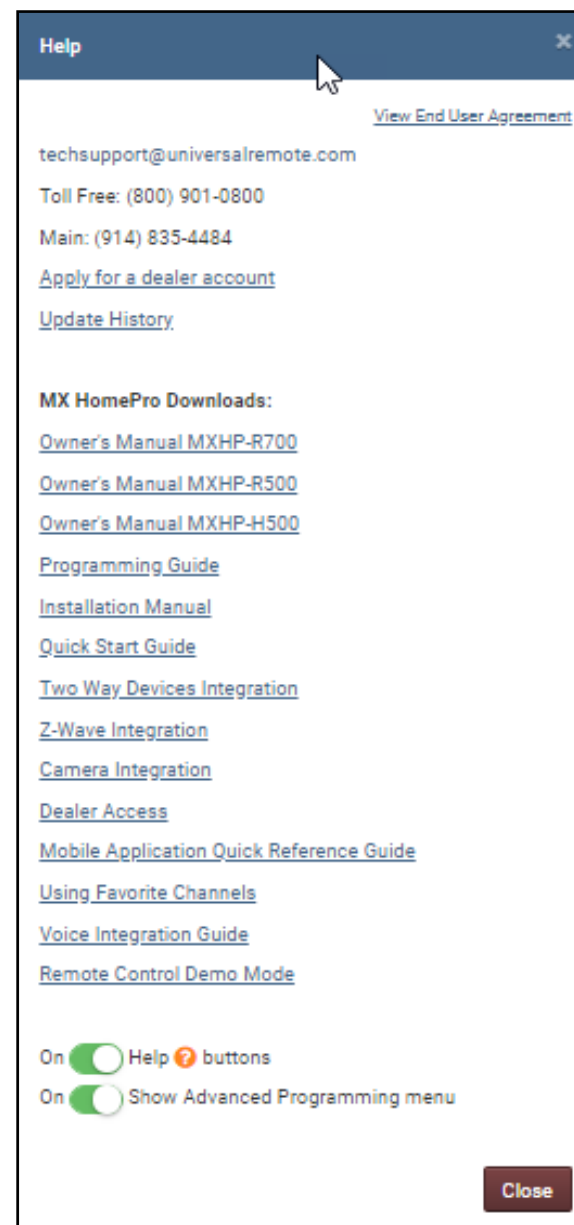 Help ×
View End User Agreement
techsupport@universalremote.com
Toll Free: (800) 901-0800
Main: (914) 835-4484
Apply for a dealer account
Update History
MX HomePro Downloads:
Owner's Manual MXHP-R700
Owner's Manual MXHP-R500
Owner's Manual MXHP-H500
Programming Guide
Installation Manual
Quick Start Guide
Two Way Devices Integration
Z-Wave Integration
Camera Integration
Dealer Access
Mobile Application Quick Reference Guide
Using Favorite Channels
Voice Integration Guide
Remote Control Demo Mode
On Help ? buttons
On Show Advanced Programming menu
Close